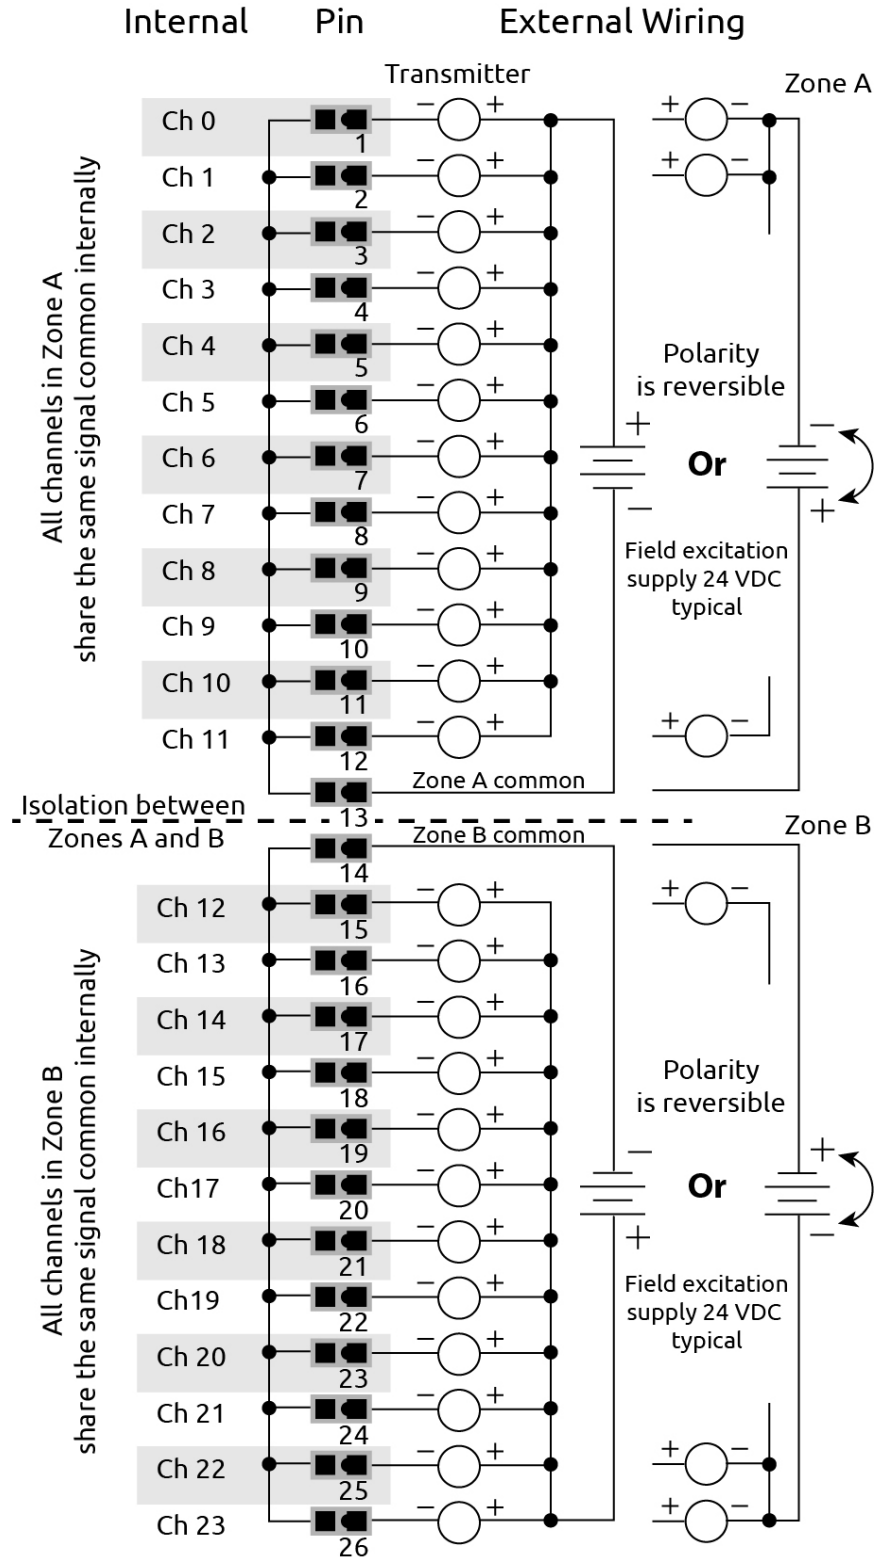 Internal Pin External Wiring
Transmitter
Zone A
All channels in Zone A
share the same signal common internally
Ch 0 1 − + + −
Ch 1 2 − + + −
Ch 2 3 − +
Ch 3 4 − +
Ch 4 5 − +
Ch 5 6 − +
Ch 6 7 − +
Ch 7 8 − +
Ch 8 9 − +
Ch 9 10 − +
Ch 10 11 − +
Ch 11 12 − + + −
Polarity
is reversible
+ −
Or
− +
Field excitation
supply 24 VDC
typical
Zone A common
13
Isolation between
Zones A and B
Zone B common
14
Zone B
All channels in Zone B
share the same signal common internally
Ch 12 15 − + + −
Ch 13 16 − +
Ch 14 17 − +
Ch 15 18 − +
Ch 16 19 − +
Ch17 20 − +
Ch 18 21 − +
Ch19 22 − +
Ch 20 23 − +
Ch 21 24 − +
Ch 22 25 − + + −
Ch 23 26 − + + −
Polarity
is reversible
− +
Or
+ −
Field excitation
supply 24 VDC
typical